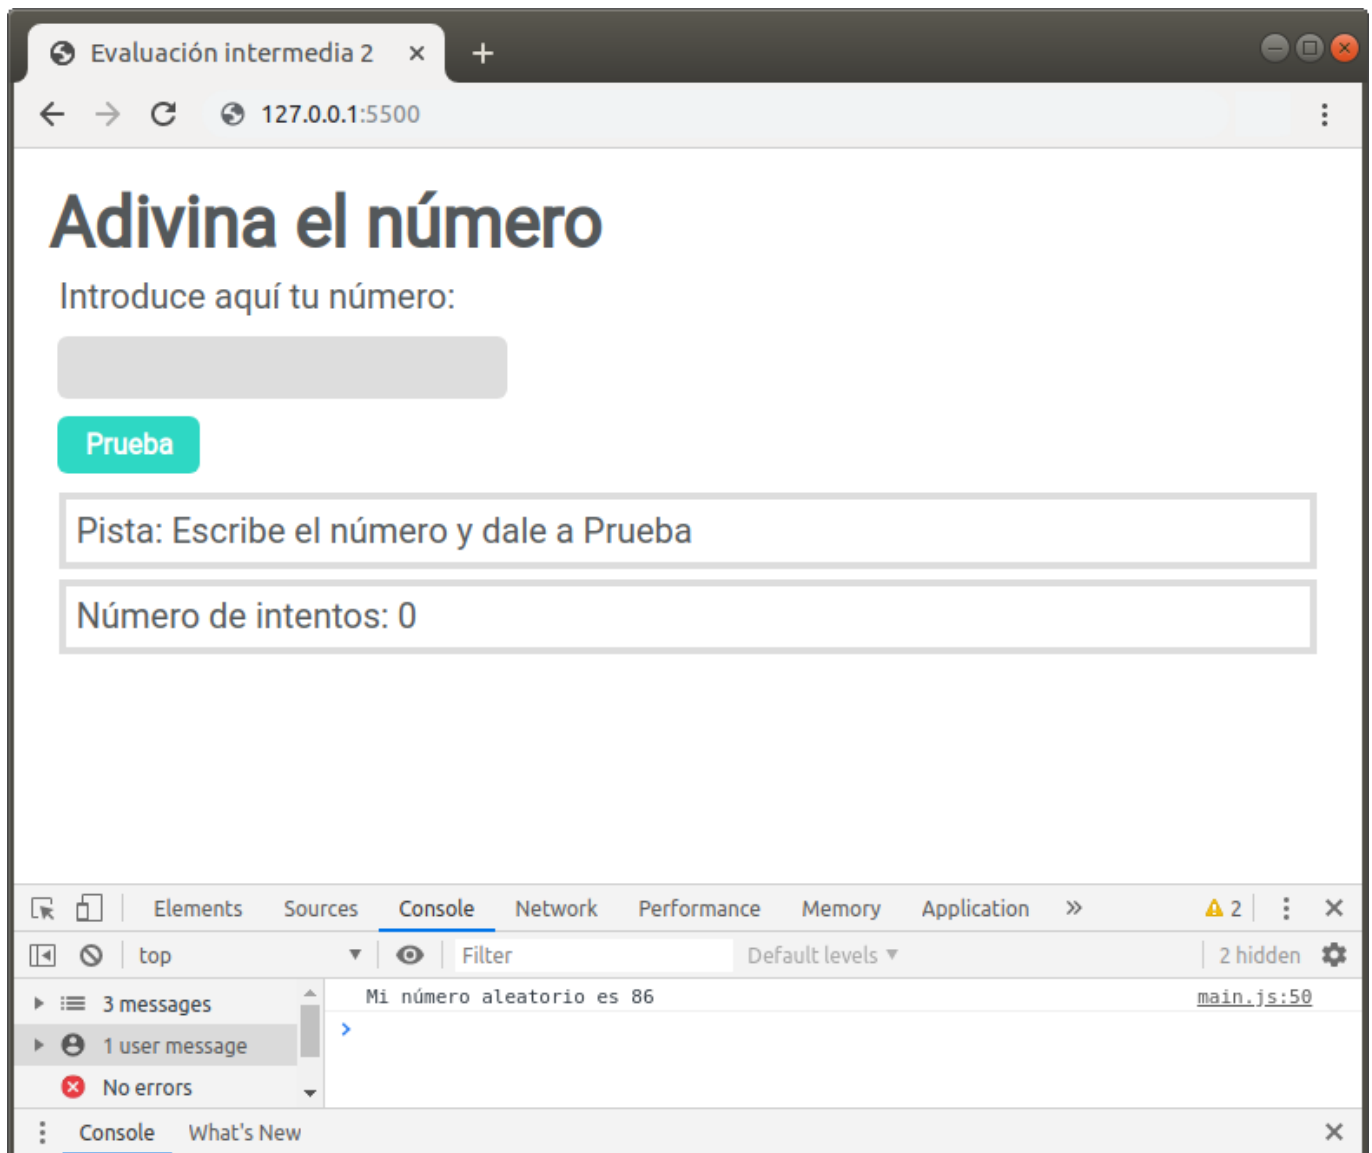 Evaluación intermedia 2
127.0.0.1:5500
Adivina el número
Introduce aquí tu número:
Prueba
Pista: Escribe el número y dale a Prueba
Número de intentos: 0
Elements Sources Console Network Performance Memory Application » 2
top Filter Default levels 2 hidden
3 messages
Mi número aleatorio es 86 main.js:50
1 user message
No errors
Console What's New